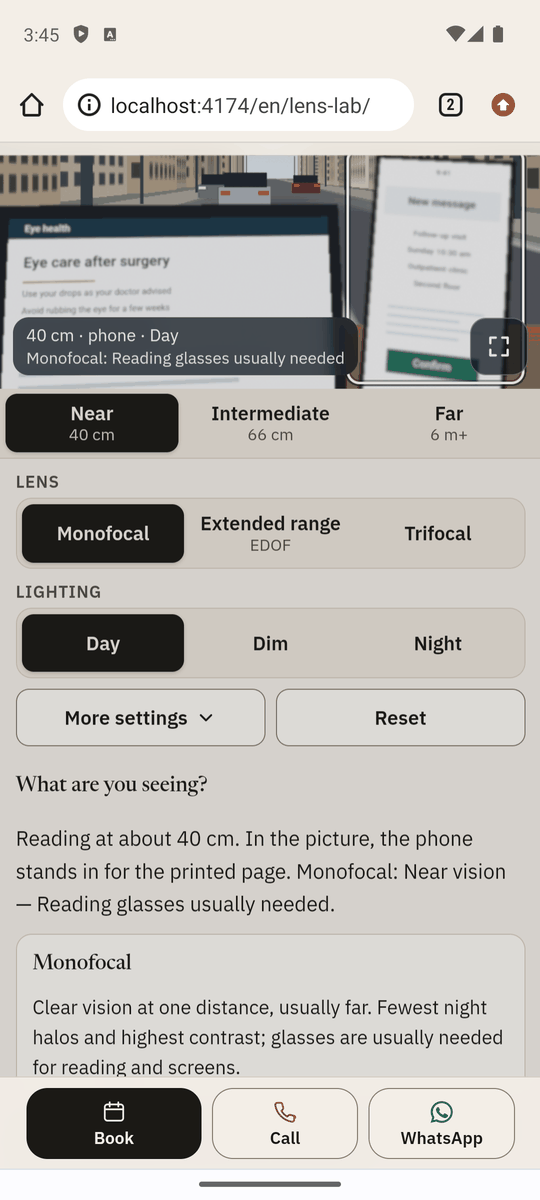 3:45
localhost:4174/en/lens-lab/
2
Eye health
Eye care after surgery
Use your drops as your doctor advised
Avoid rubbing the eye for a few weeks
New message
Follow-up visit
Sunday 10:30 am
Outpatient clinic
Second floor
Confirm
40 cm · phone · Day
Monofocal: Reading glasses usually needed
Near
40 cm
Intermediate
66 cm
Far
6 m+
LENS
Monofocal
Extended range
EDOF
Trifocal
LIGHTING
Day
Dim
Night
More settings
Reset
What are you seeing?
Reading at about 40 cm. In the picture, the phone
stands in for the printed page. Monofocal: Near vision
— Reading glasses usually needed.
Monofocal
Clear vision at one distance, usually far. Fewest night
halos and highest contrast; glasses are usually needed
for reading and screens.
Book
Call
WhatsApp